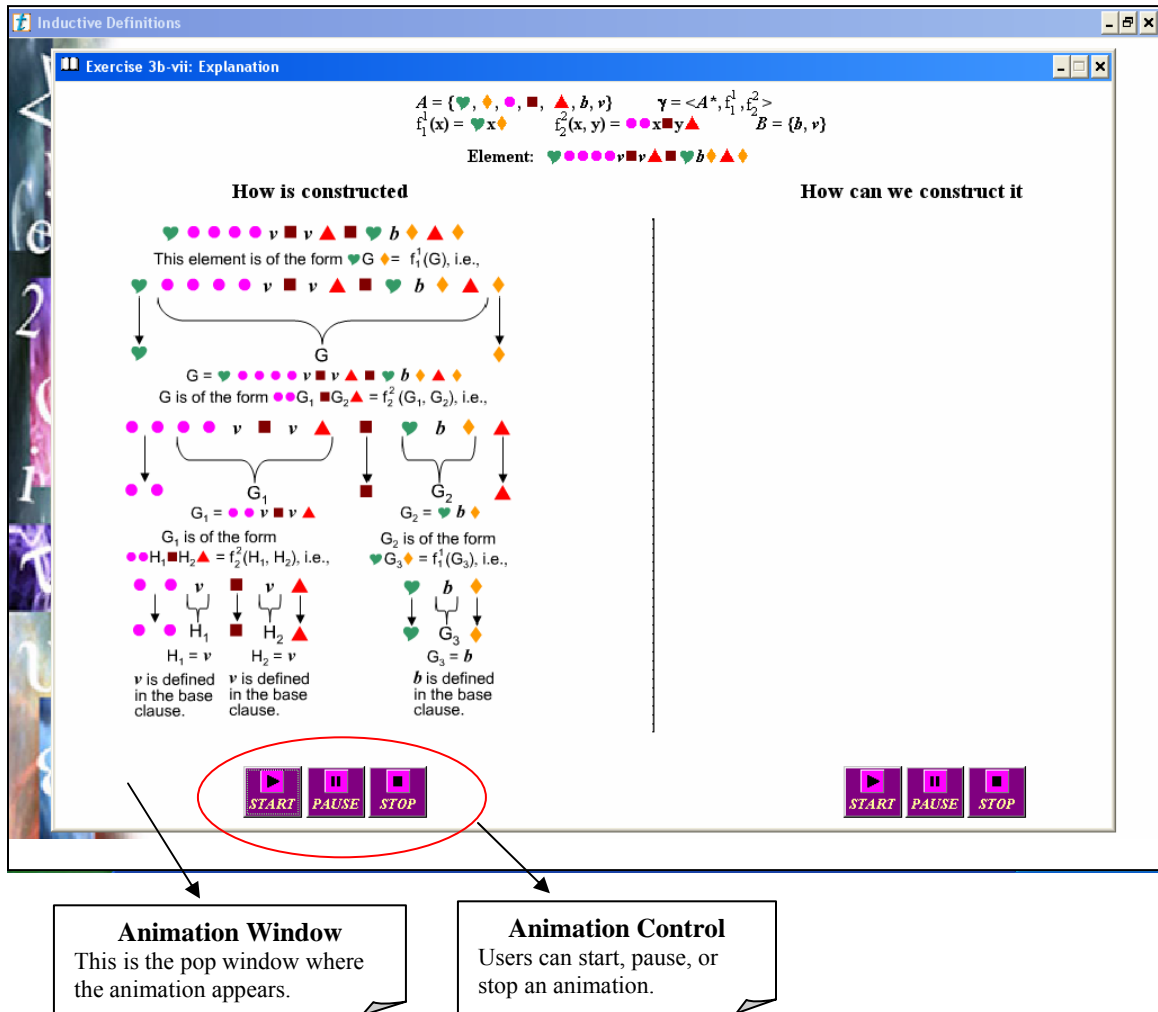 Inductive Definitions
Exercise 3b-vii: Explanation
A = {♥, ♦, ●, ■, ▲, b, v} γ = <A*, f₁¹, f₂²>
f₁¹(x) = ♥x♦ f₂²(x, y) = ●●x■y▲ B = {b, v}
Element: ♥●●●●v■v▲■♥b♦▲♦
How is constructed
How can we construct it
♥ ● ● ● ● v ■ v ▲ ■ ♥ b ♦ ▲ ♦
This element is of the form ♥G ♦= f₁¹(G), i.e.,
♥ ● ● ● ● v ■ v ▲ ■ ♥ b ♦ ▲ ♦
♥ G ♦
G = ♥ ● ● ● ● v ■ v ▲ ■ ♥ b ♦ ▲ ♦
G is of the form ●●G₁ ■G₂▲ = f₂² (G₁, G₂), i.e.,
● ● ● ● v ■ v ▲ ■ ♥ b ♦ ▲
● ● G₁ ■ G₂ ▲
G₁ = ● ● v ■ v ▲
G₂ = ♥ b ♦
G₁ is of the form
●●H₁■H₂▲ = f₂²(H₁, H₂), i.e.,
G₂ is of the form
♥G₃♦ = f₁¹(G₃), i.e.,
● ● v ■ v ▲
♥ b ♦
● ● H₁ ■ H₂ ▲
♥ G₃ ♦
H₁ = v
H₂ = v
G₃ = b
v is defined
in the base
clause.
v is defined
in the base
clause.
b is defined
in the base
clause.
START
PAUSE
STOP
START
PAUSE
STOP
Animation Window
This is the pop window where
the animation appears.
Animation Control
Users can start, pause, or
stop an animation.